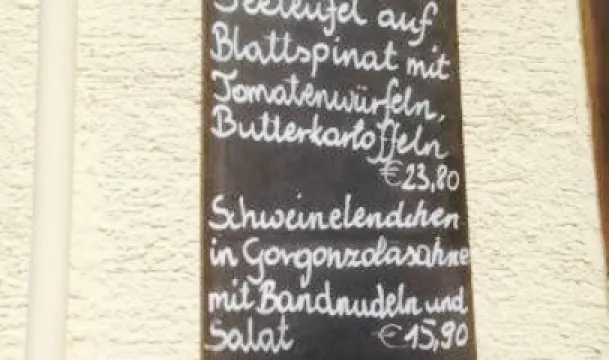 Seeteufel auf
Blattspinat mit
Tomatenwürfeln,
Butterkartoffeln
€23,80
Schweinelendchen
in Gorgonzolasahne
mit Bandnudeln und
Salat €15,90